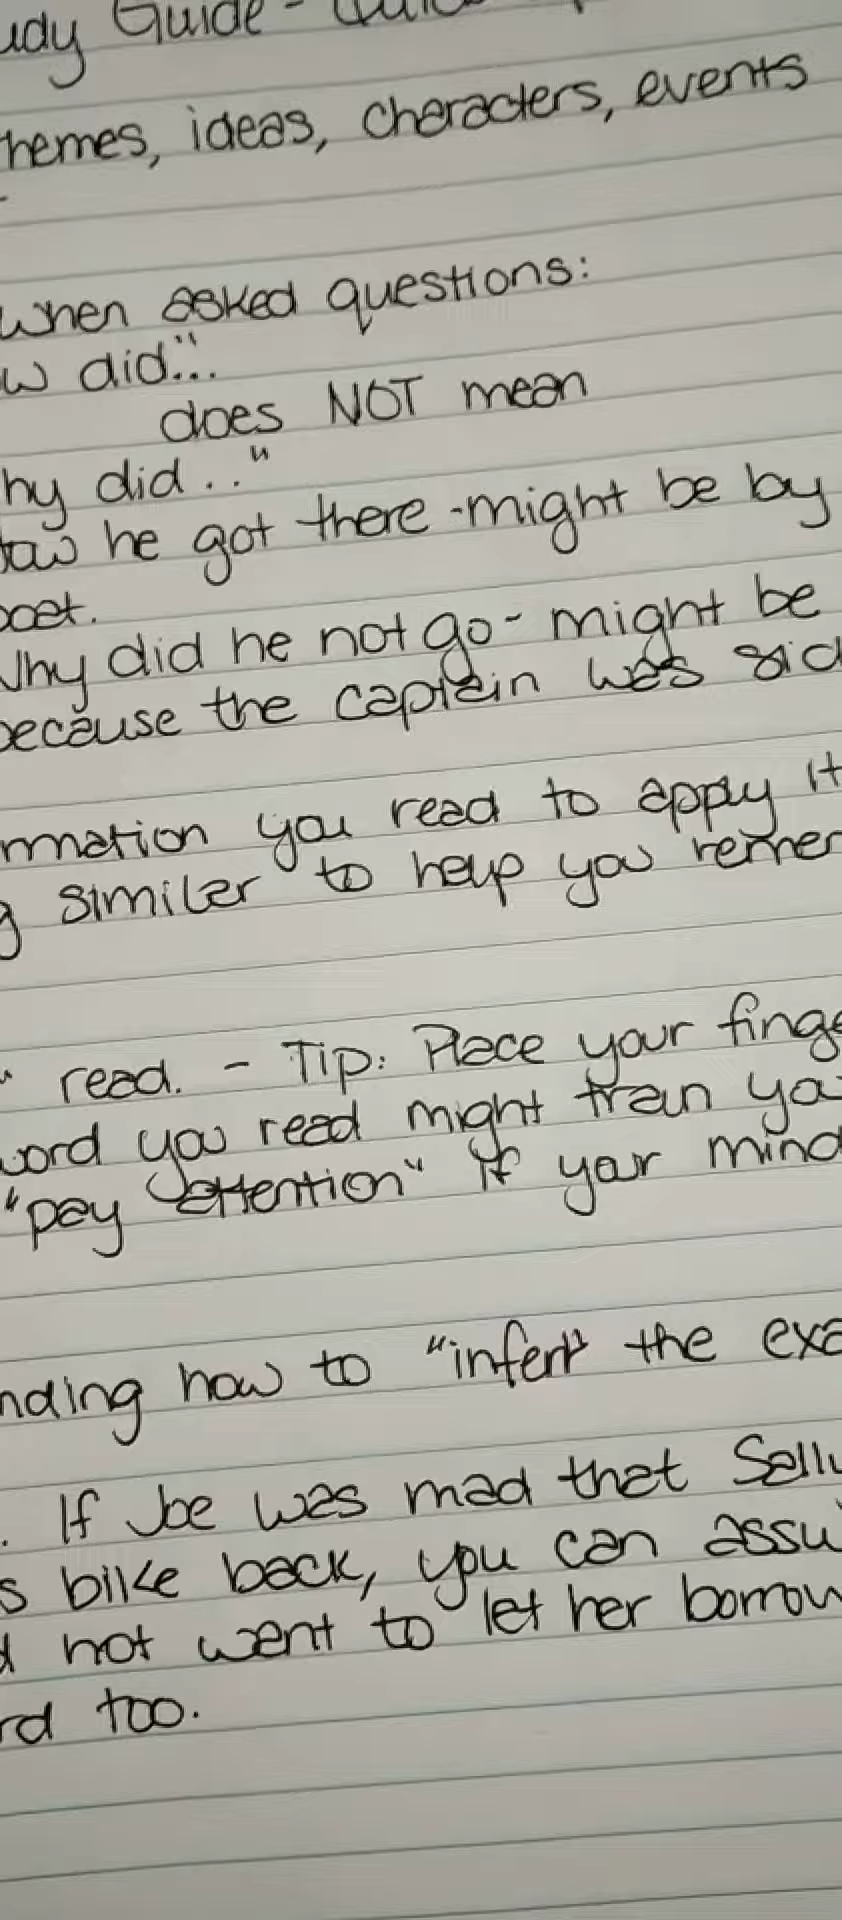 udy Guide -
hemes, ideas, characters, events
when asked questions:
w did"...
does NOT mean
hy did.."
how he got there -might be by
oat.
Why did he not go - might be
because the captain was sic
rmation you read to apply it
g similar to help you remem
" read. - Tip: Place your finge
word you read might train you
"pay attention" if your mind
nding how to "infer" the exa
. If Joe was mad that Sally
s bike back, you can assu
d not want to let her borrow
rd too.